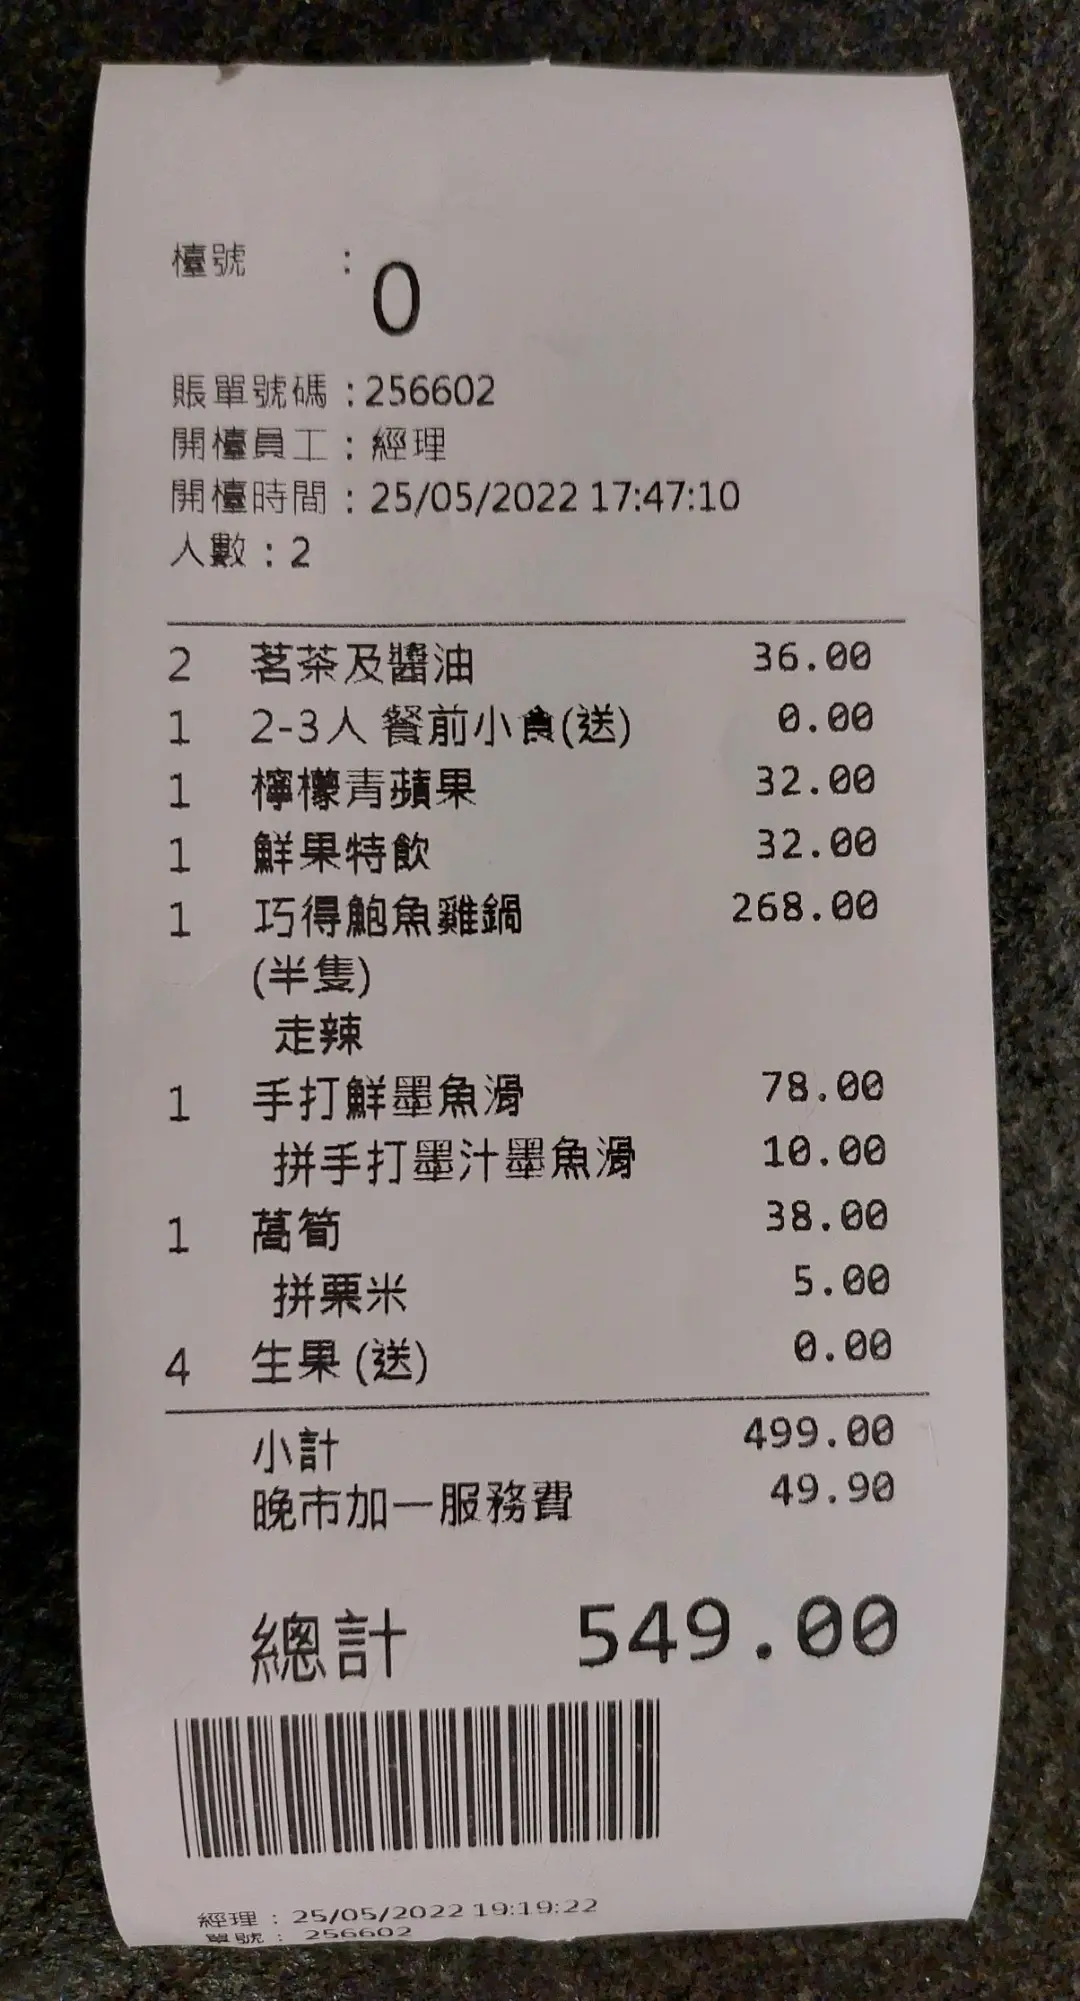 檯號 : 0
賬單號碼 : 256602
開檯員工 : 經理
開檯時間 : 25/05/2022 17:47:10
人數 : 2
2 茗茶及醬油 36.00
1 2-3人 餐前小食(送) 0.00
1 檸檬青蘋果 32.00
1 鮮果特飲 32.00
1 巧得鮑魚雞鍋 268.00
(半隻)
走辣
1 手打鮮墨魚滑 78.00
拼手打墨汁墨魚滑 10.00
1 萵筍 38.00
拼粟米 5.00
4 生果 (送) 0.00
小計 499.00
晚市加一服務費 49.90
總計 549.00
經理 : 25/05/2022 19:19:22
單號 : 256602